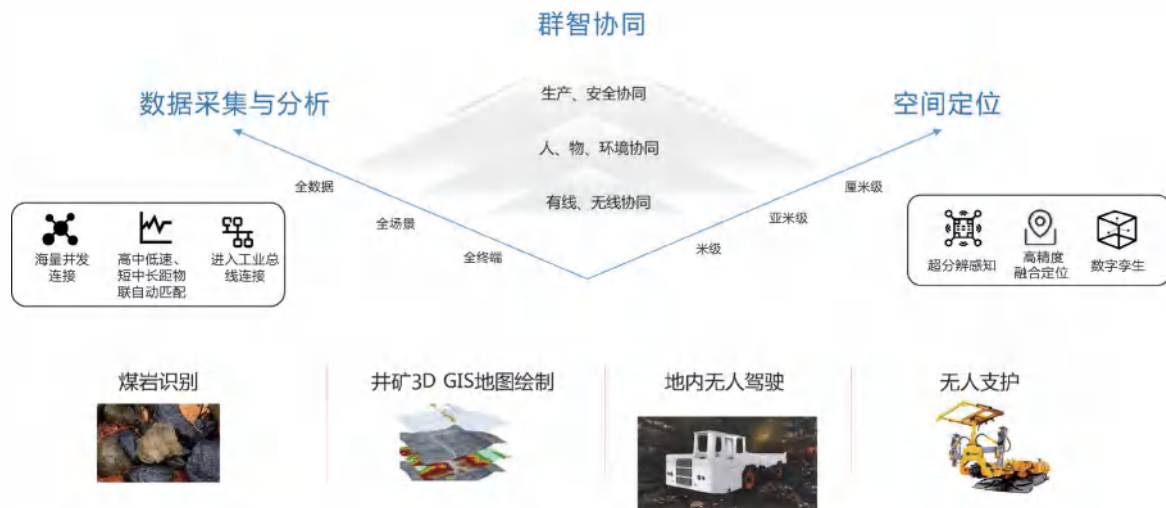 群智协同
数据采集与分析
空间定位
生产、安全协同
人、物、环境协同
有线、无线协同
全数据
全场景
全终端
厘米级
亚米级
米级
海量并发
连接
高中低速、
短中长距物
联自动匹配
进入工业总
线连接
超分辨感知
高精度
融合定位
数字孪生
煤岩识别
井矿3D GIS地图绘制
地内无人驾驶
无人支护